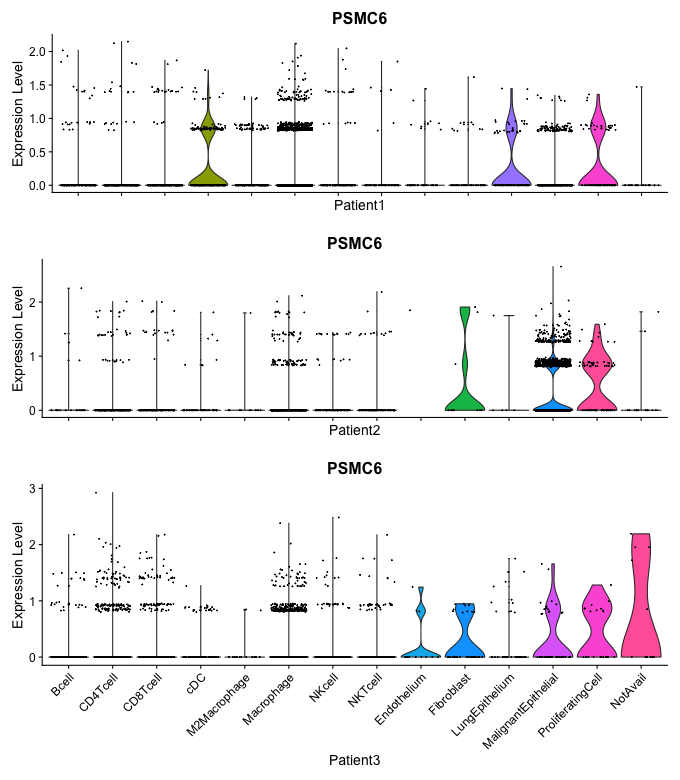 PSMC6
Expression Level
2.0
1.5
1.0
0.5
0.0
Patient1
PSMC6
Expression Level
2
1
0
Patient2
PSMC6
Expression Level
3
2
1
0
Bcell
CD4Tcell
CD8Tcell
cDC
M2Macrophage
Macrophage
NKcell
NKTcell
Endothelium
Fibroblast
LungEpithelium
MalignantEpithelial
ProliferatingCell
NotAvail
Patient3